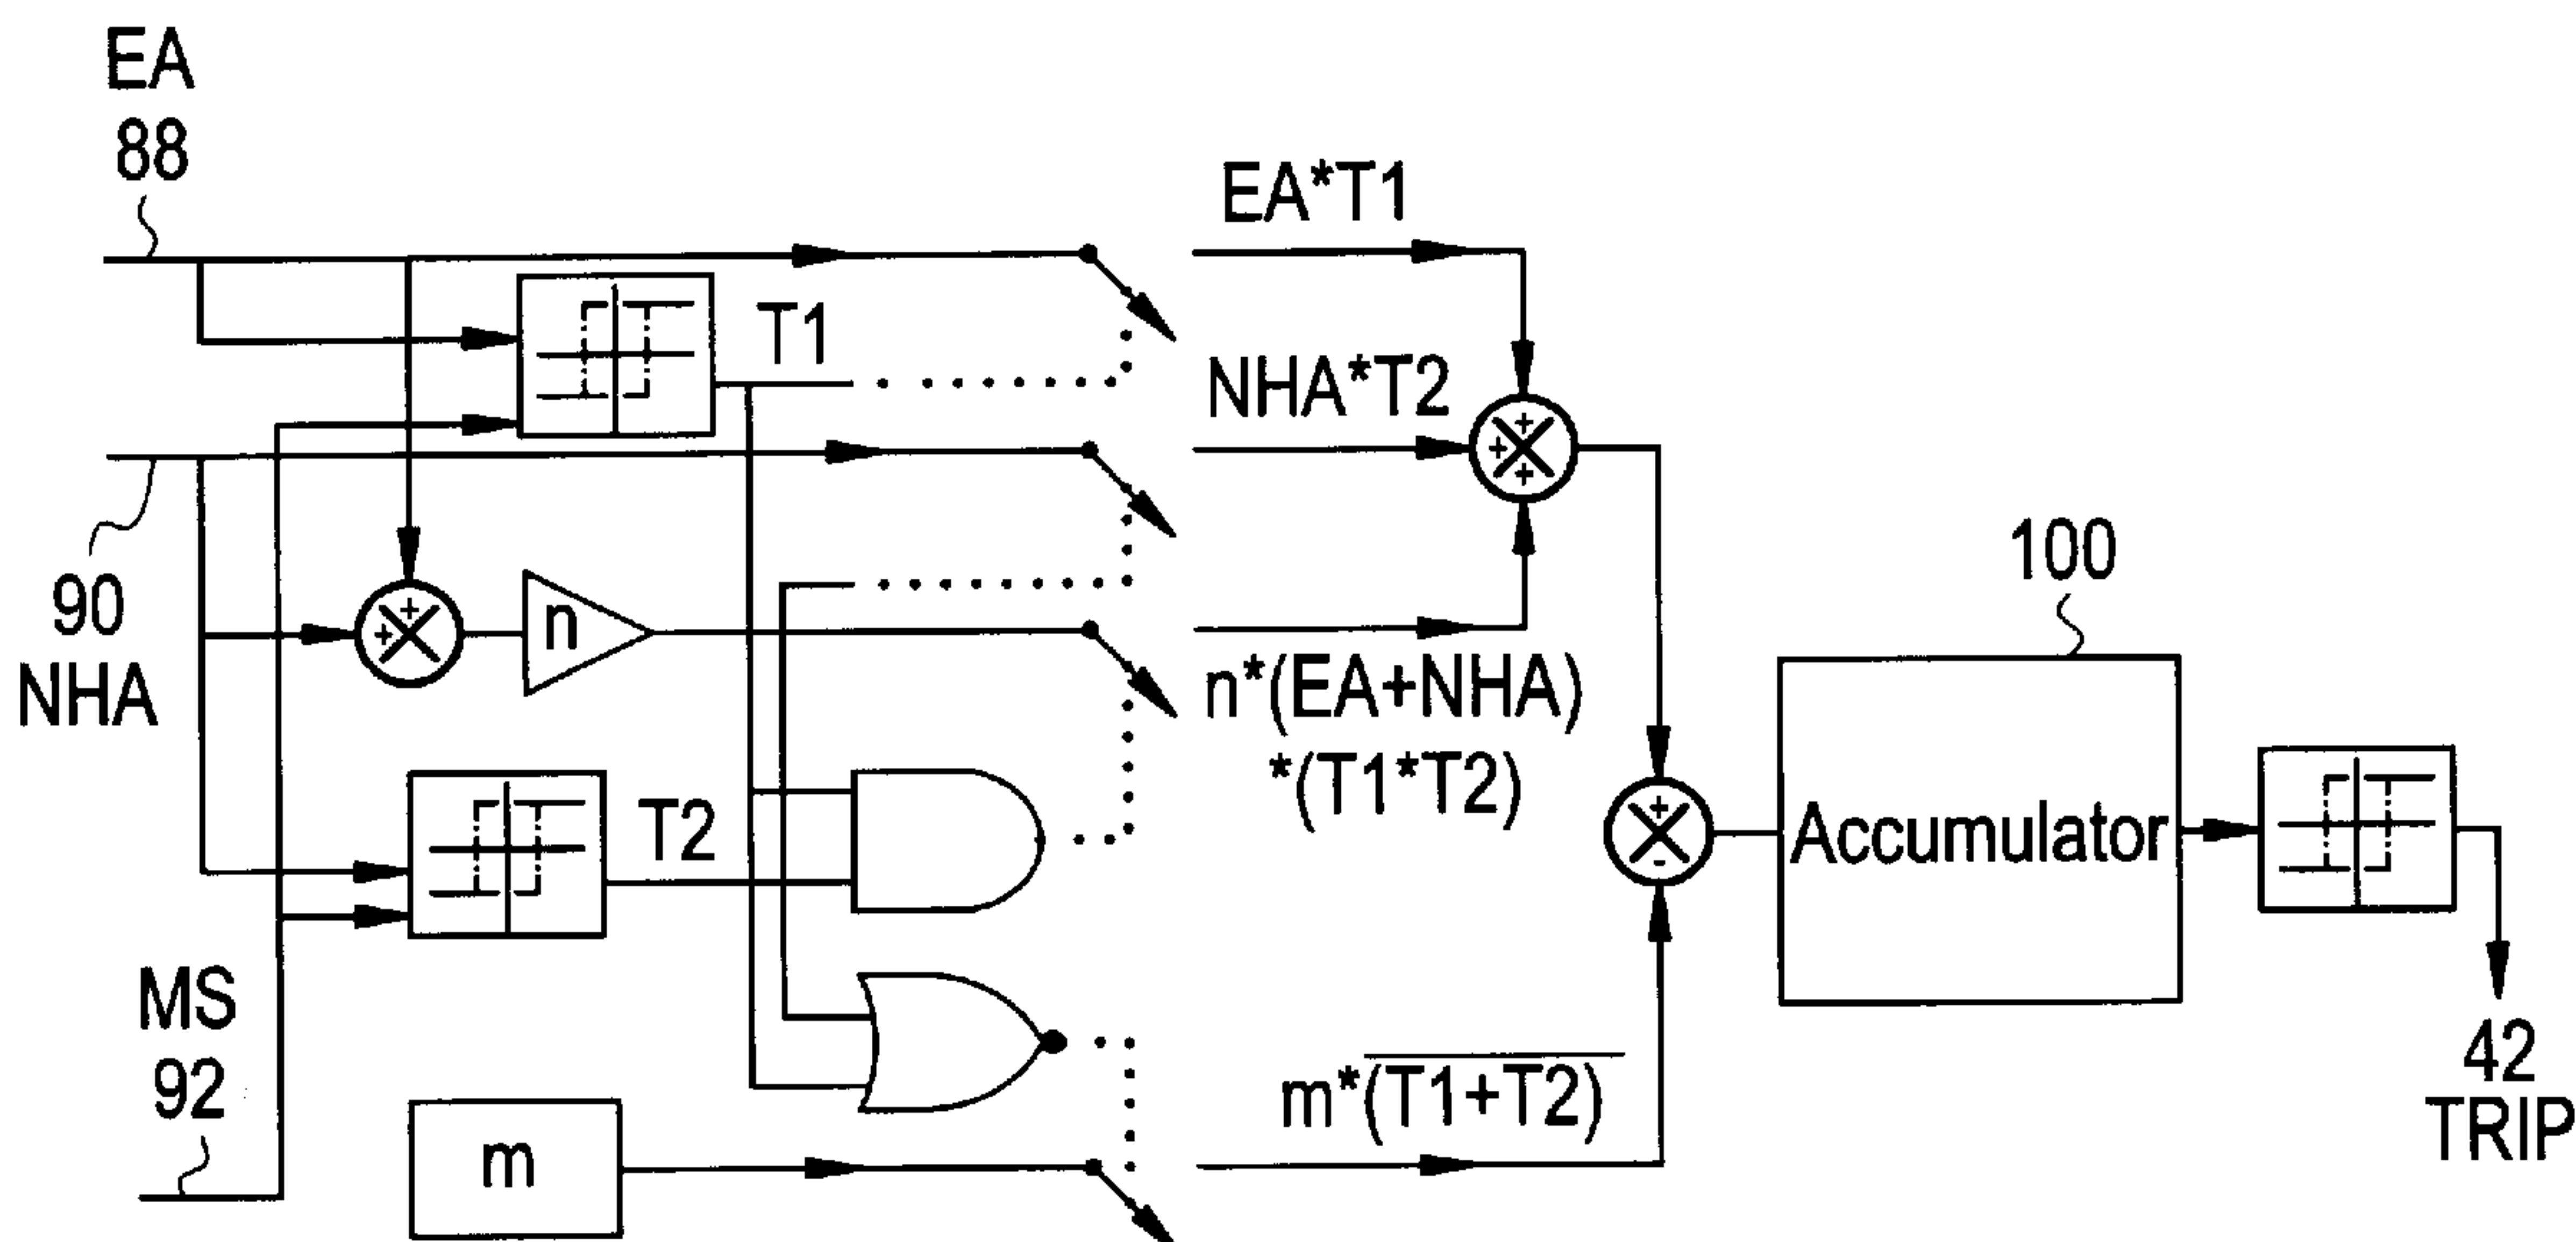 EA
88
EA*T1
T1
NHA*T2
90
NHA
n
n*(EA+NHA)
*(T1*T2)
100
T2
Accumulator
MS
92
m
m*(T1+T2)
42
TRIP